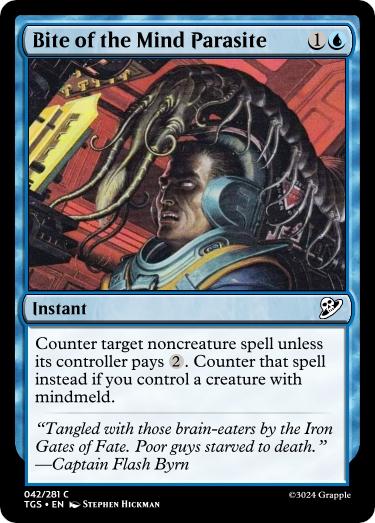 Bite of the Mind Parasite 1
Instant
Counter target noncreature spell unless
its controller pays 2. Counter that spell
instead if you control a creature with
mindmeld.
“Tangled with those brain-eaters by the Iron
Gates of Fate. Poor guys starved to death.”
—Captain Flash Byrn
042/281 C
TGS • EN Stephen Hickman
©3024 Grapple